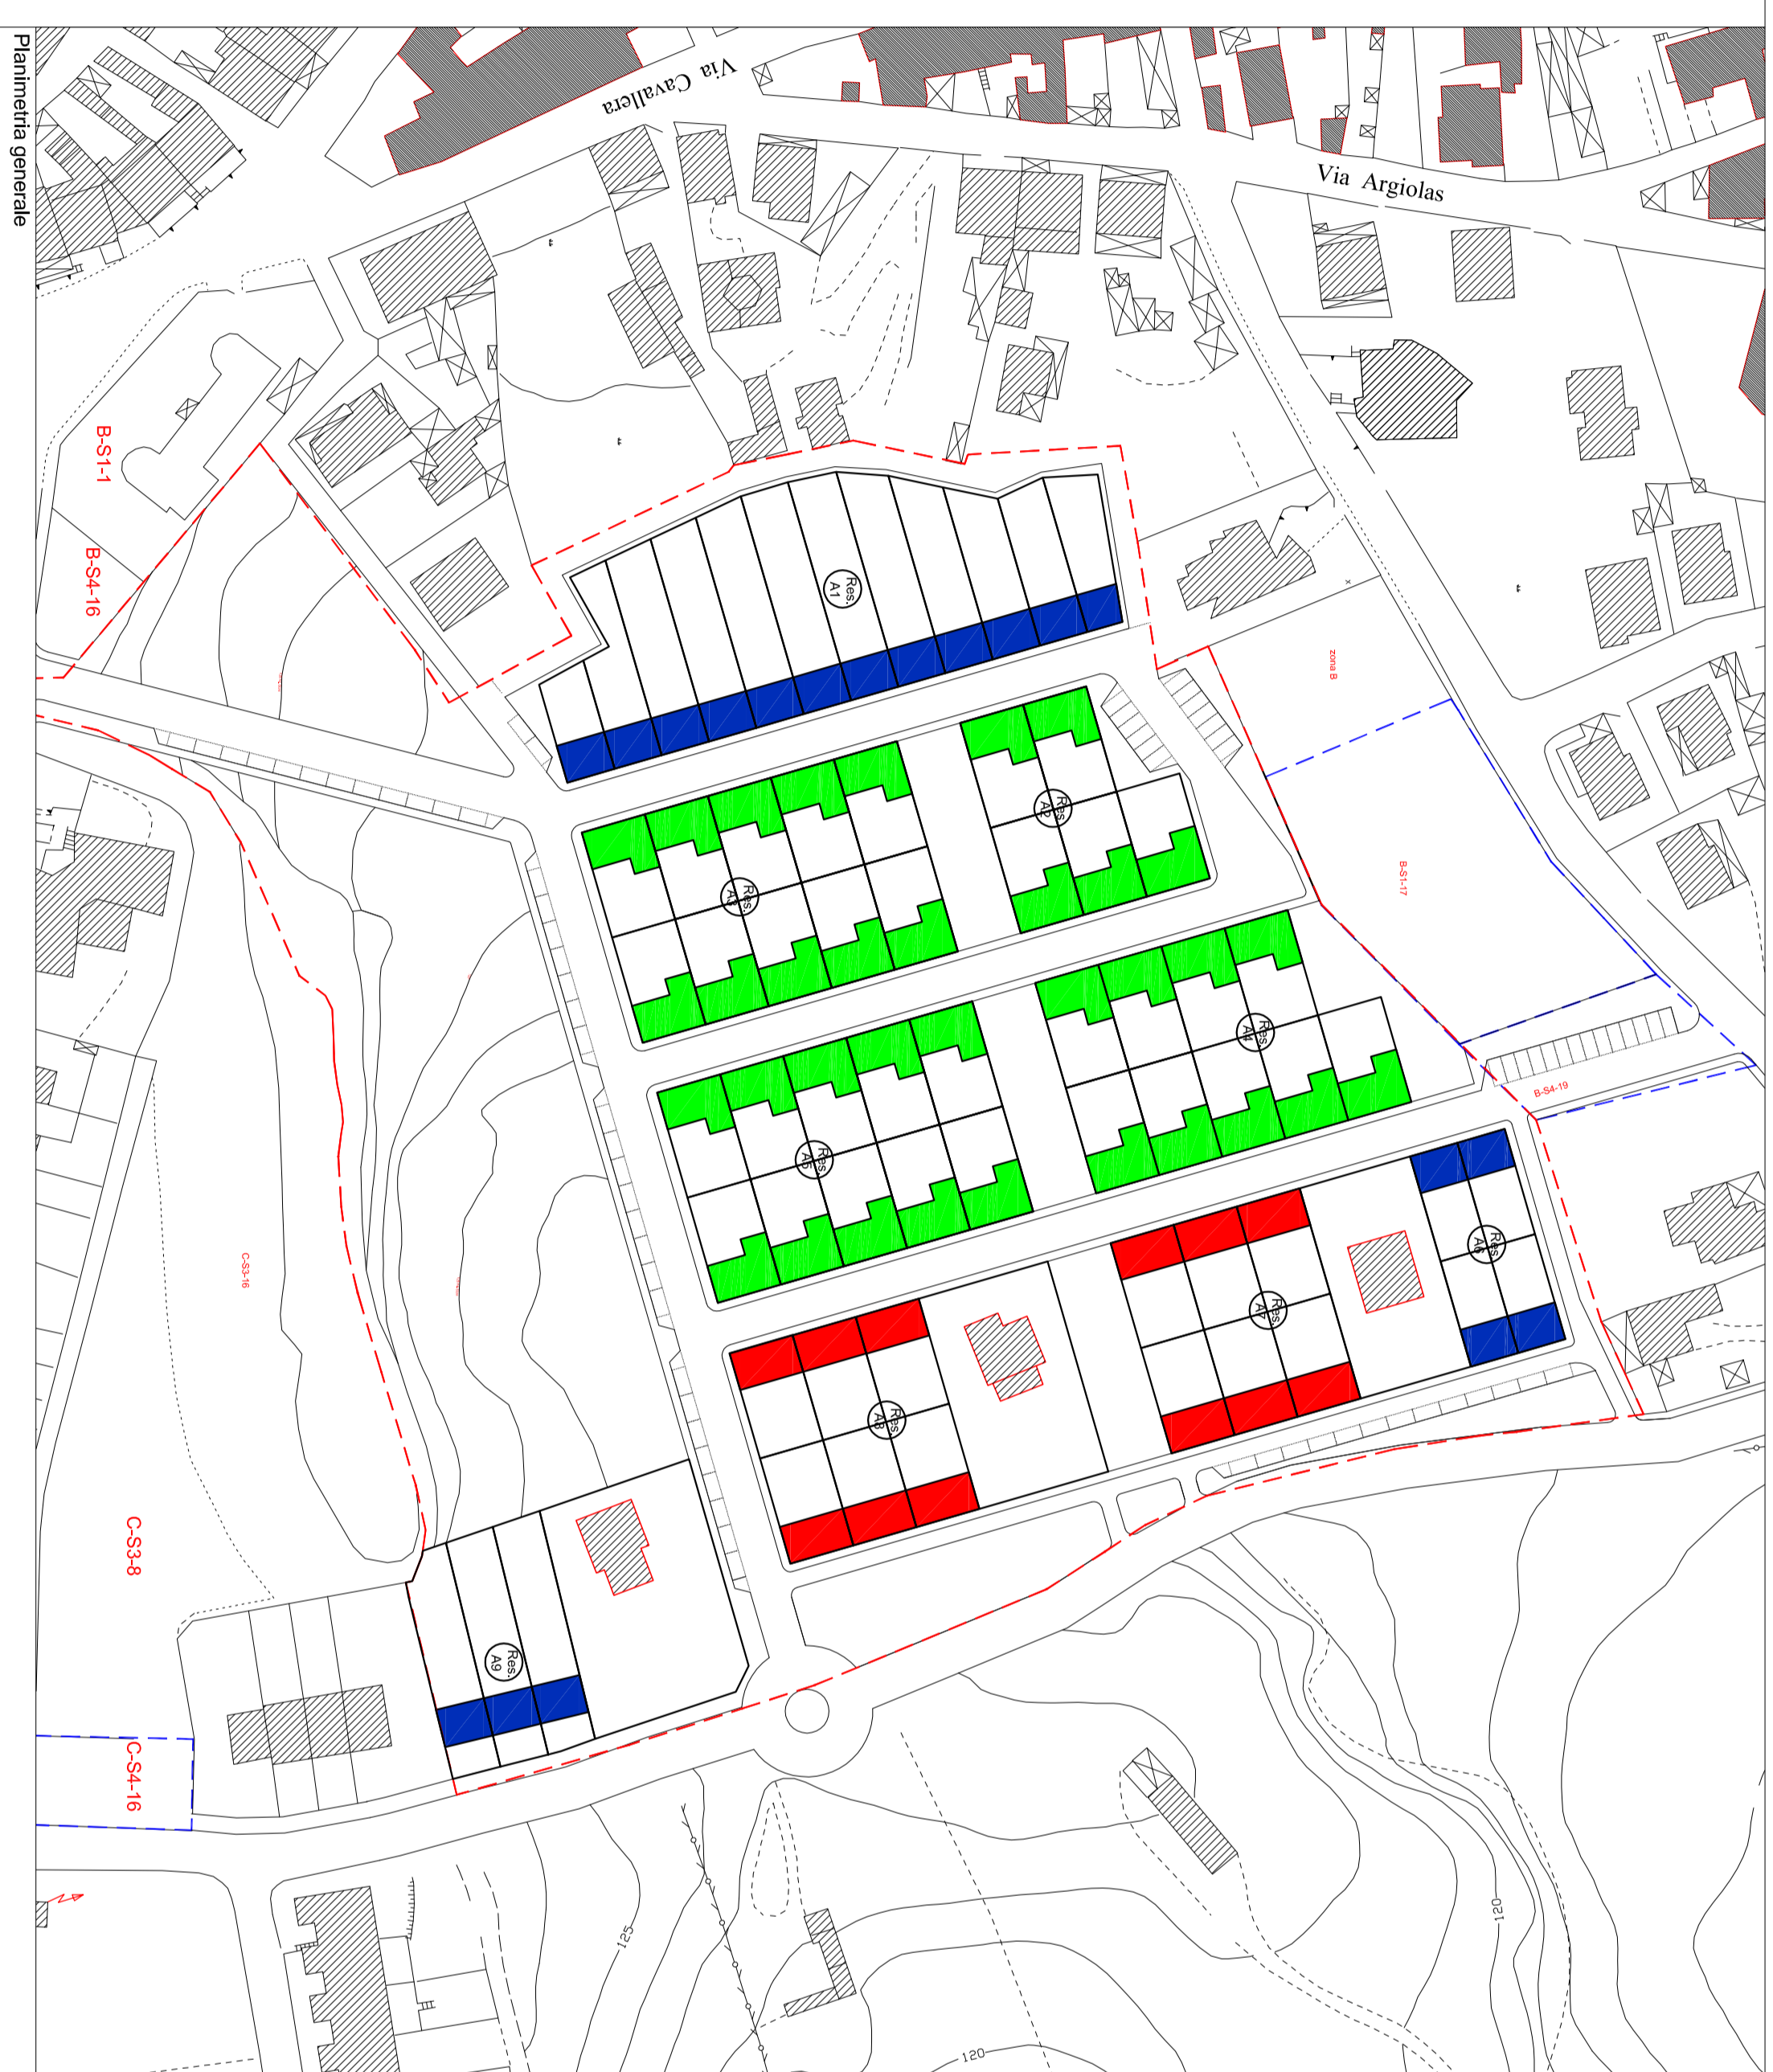 Planimetria generale
Via Cavallera
Via Argiolas
B-S1-1
B-S4-16
Res.
A1
zona B
Res.
A2
B-S1-17
Res.
A3
Res.
A4
B-S4-19
Res.
A5
Res.
A6
Res.
A7
C-S3-16
Res.
A8
C-S3-8
Res.
A9
C-S4-16
125
120
120